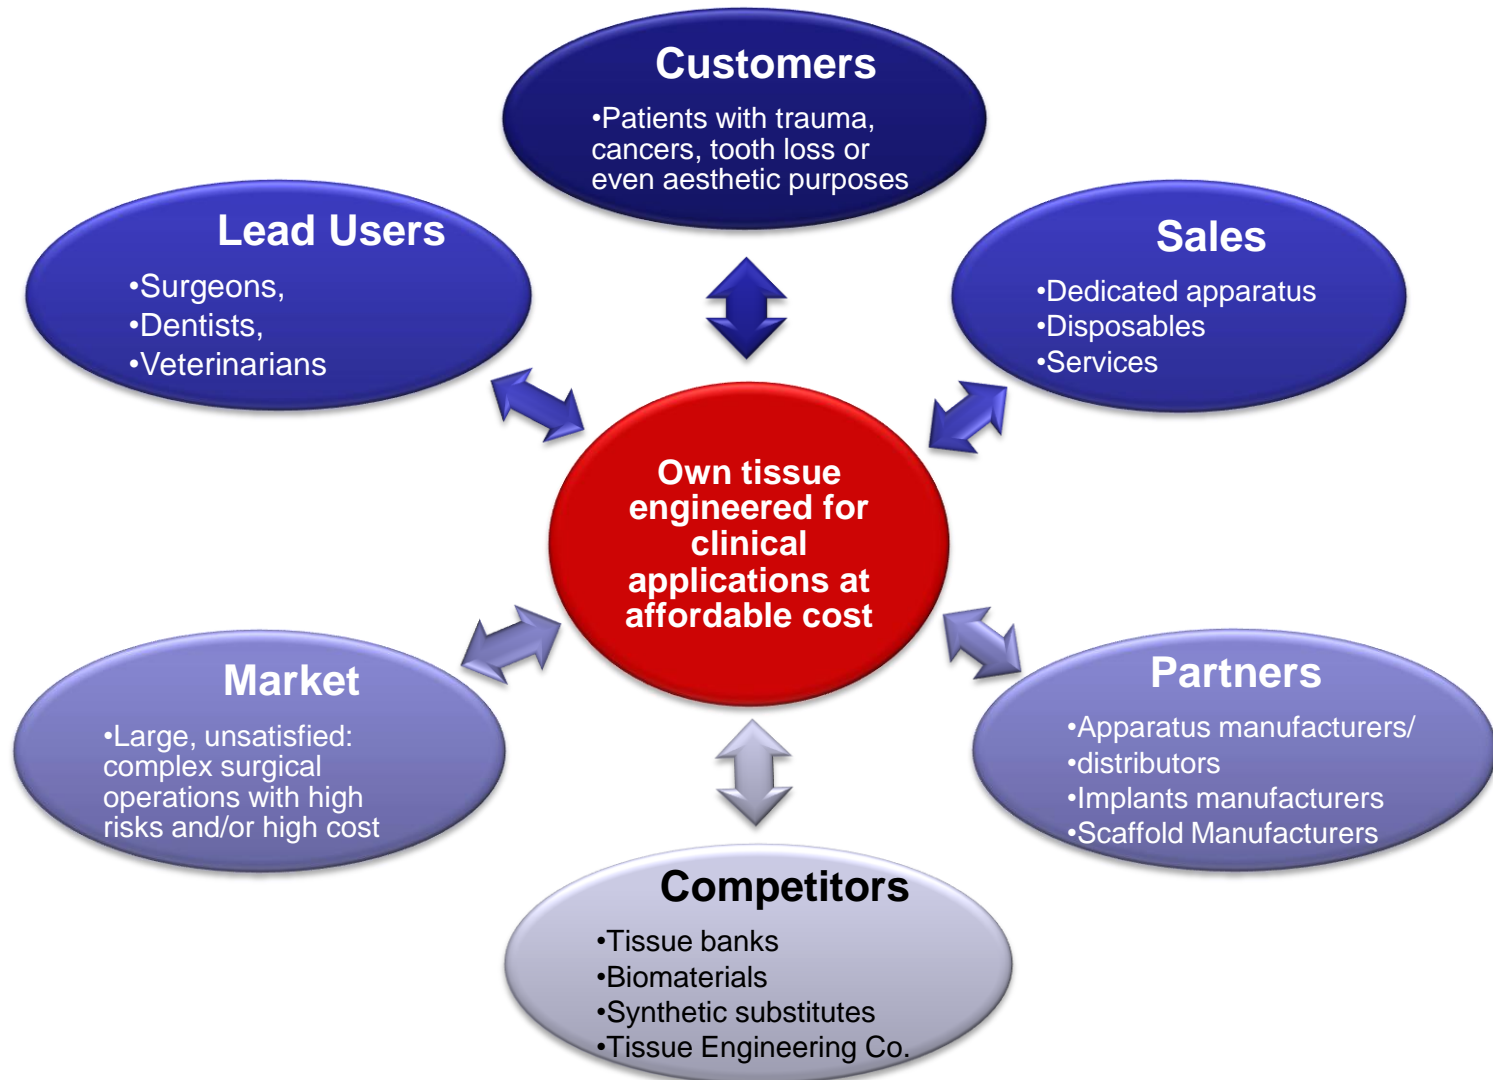 Customers
•Patients with trauma,
cancers, tooth loss or
even aesthetic purposes
Lead Users
•Surgeons,
•Dentists,
•Veterinarians
Sales
•Dedicated apparatus
•Disposables
•Services
Own tissue
engineered for
clinical
applications at
affordable cost
Market
•Large, unsatisfied:
complex surgical
operations with high
risks and/or high cost
Partners
•Apparatus manufacturers/
•distributors
•Implants manufacturers
•Scaffold Manufacturers
Competitors
•Tissue banks
•Biomaterials
•Synthetic substitutes
•Tissue Engineering Co.